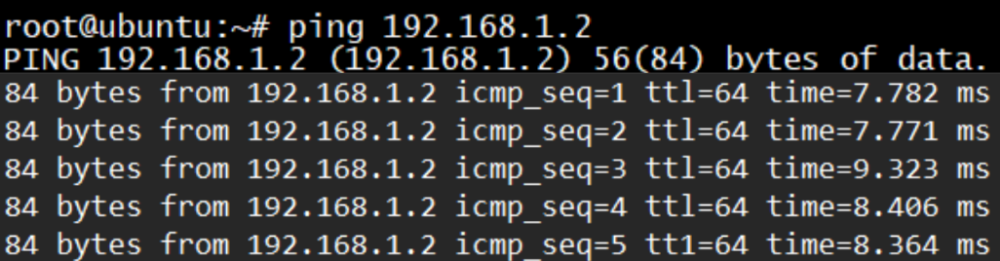 root@ubuntu:~# ping 192.168.1.2
PING 192.168.1.2 (192.168.1.2) 56(84) bytes of data.
84 bytes from 192.168.1.2 icmp_seq=1 ttl=64 time=7.782 ms
84 bytes from 192.168.1.2 icmp_seq=2 ttl=64 time=7.771 ms
84 bytes from 192.168.1.2 icmp_seq=3 ttl=64 time=9.323 ms
84 bytes from 192.168.1.2 icmp_seq=4 ttl=64 time=8.406 ms
84 bytes from 192.168.1.2 icmp_seq=5 tt1=64 time=8.364 ms